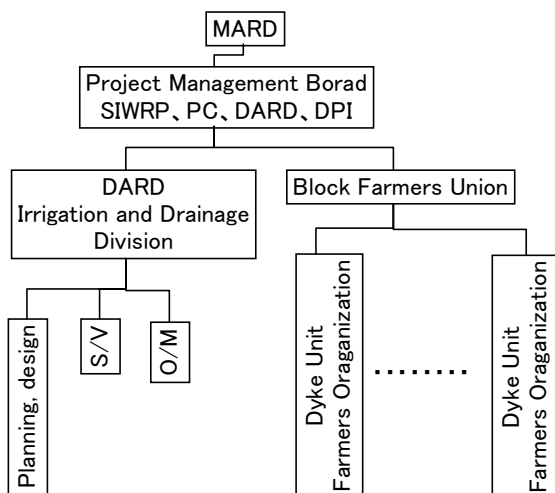 MARD
Project Management Borad
SIWRP、PC、DARD、DPI
DARD
Irrigation and Drainage
Division
Block Farmers Union
Planning, design
S/V
O/M
Dyke Unit
Farmers Oraganization
........
Dyke Unit
Farmers Oraganization